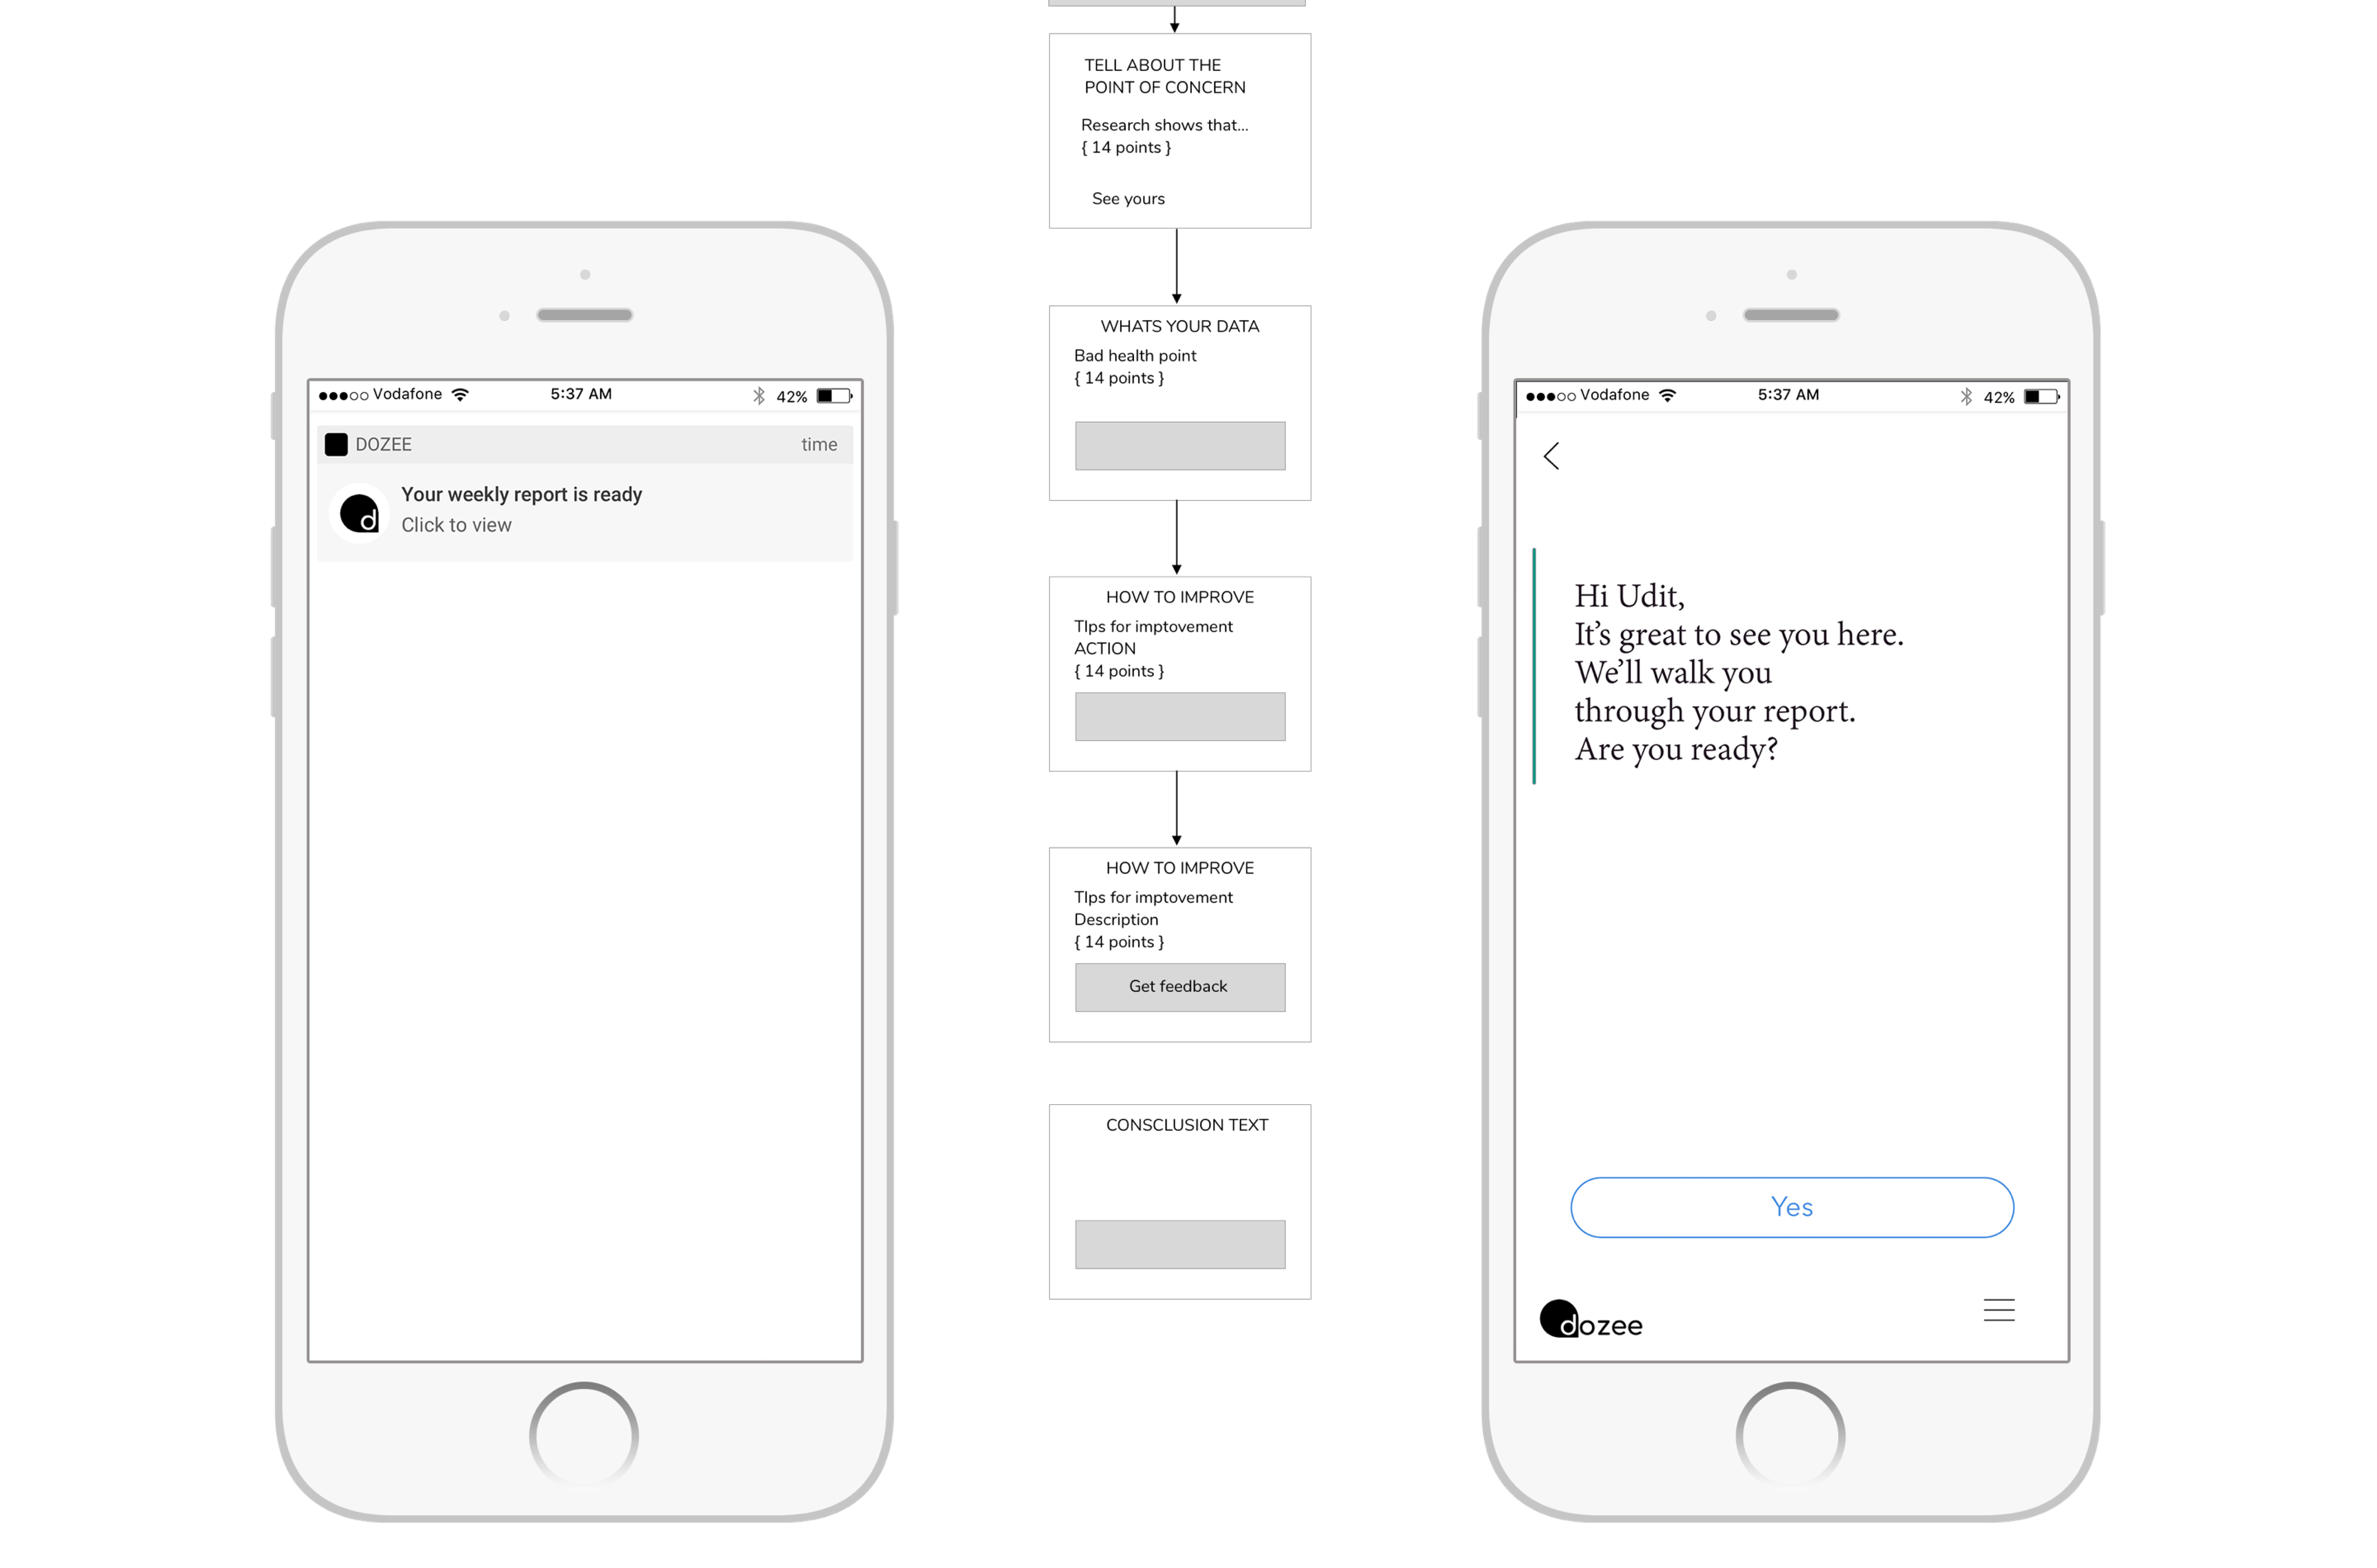 Vodafone
5:37 AM
42%
DOZEE
time
d
Your weekly report is ready
Click to view
TELL ABOUT THE
POINT OF CONCERN
Research shows that...
{ 14 points }
See yours
WHATS YOUR DATA
Bad health point
{ 14 points }
HOW TO IMPROVE
TIps for imptovement
ACTION
{ 14 points }
HOW TO IMPROVE
TIps for imptovement
Description
{ 14 points }
Get feedback
CONSCLUSION TEXT
Vodafone
5:37 AM
42%
Hi Udit,
It’s great to see you here.
We’ll walk you
through your report.
Are you ready?
Yes
dozee